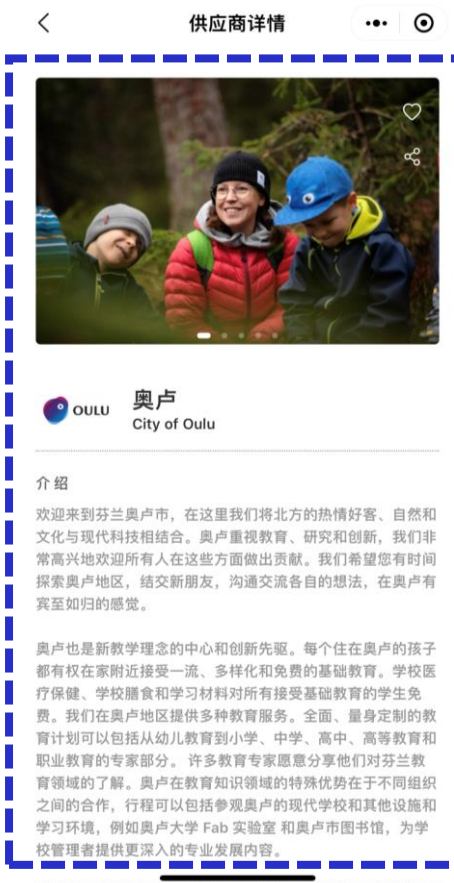 供应商详情
OULU
奥卢
City of Oulu
介绍
欢迎来到芬兰奥卢市，在这里我们将北方的热情好客、自然和
文化与现代科技相结合。奥卢重视教育、研究和创新，我们非
常高兴地欢迎所有人在这些方面做出贡献。我们希望您有时间
探索奥卢地区，结交新朋友，沟通交流各自的想法，在奥卢有
宾至如归的感觉。
奥卢也是新教学理念的中心和创新先驱。每个住在奥卢的孩子
都有权在家附近接受一流、多样化和免费的基础教育。学校医
疗保健、学校膳食和学习材料对所有接受基础教育的学生免
费。我们在奥卢地区提供多种教育服务。全面、量身定制的教
育计划可以包括从幼儿教育到小学、中学、高中、高等教育和
职业教育的专家部分。 许多教育专家愿意分享他们对芬兰教
育领域的了解。奥卢在教育知识领域的特殊优势在于不同组织
之间的合作，行程可以包括参观奥卢的现代学校和其他设施和
学习环境，例如奥卢大学 Fab 实验室 和奥卢市图书馆，为学
校管理者提供更深入的专业发展内容。